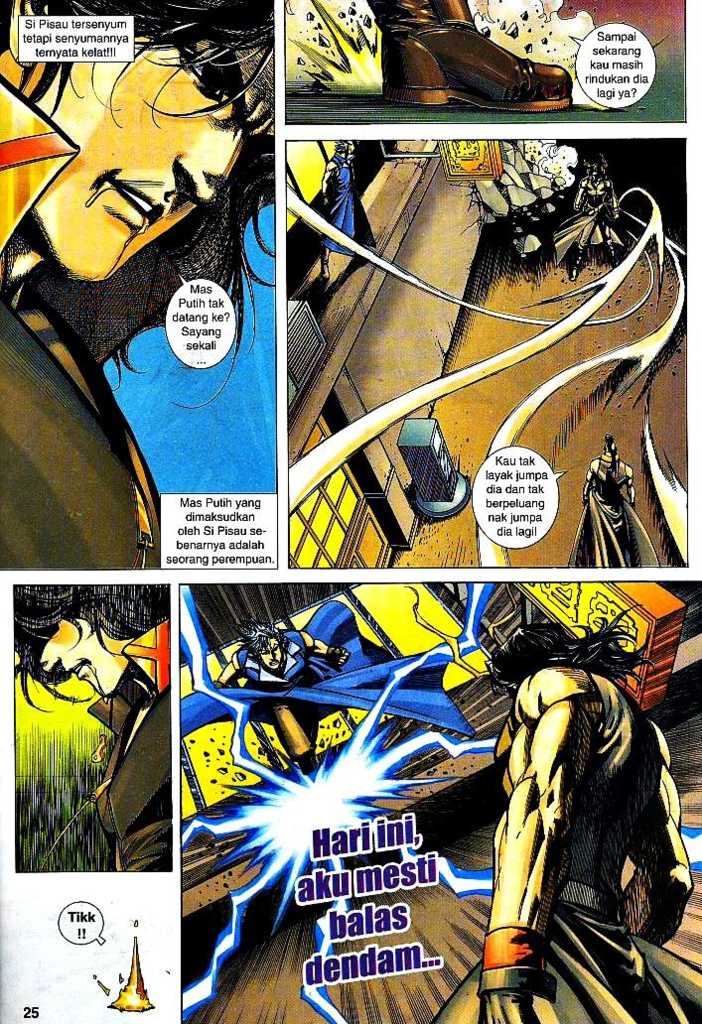 Si Pisau tersenyum
tetapi senyumannya
ternyata kelat!!!
Mas
Putih tak
datang ke?
Sayang
sekali
...
Mas Putih yang
dimaksudkan
oleh Si Pisau se-
benarnya adalah
seorang perempuan.
Sampai
sekarang
kau masih
rindukan dia
lagi ya?
Kau tak
layak jumpa
dia dan tak
berpeluang
nak jumpa
dia lagi!
Tikk
!!
Hari ini,
aku mesti
balas
dendam...
25